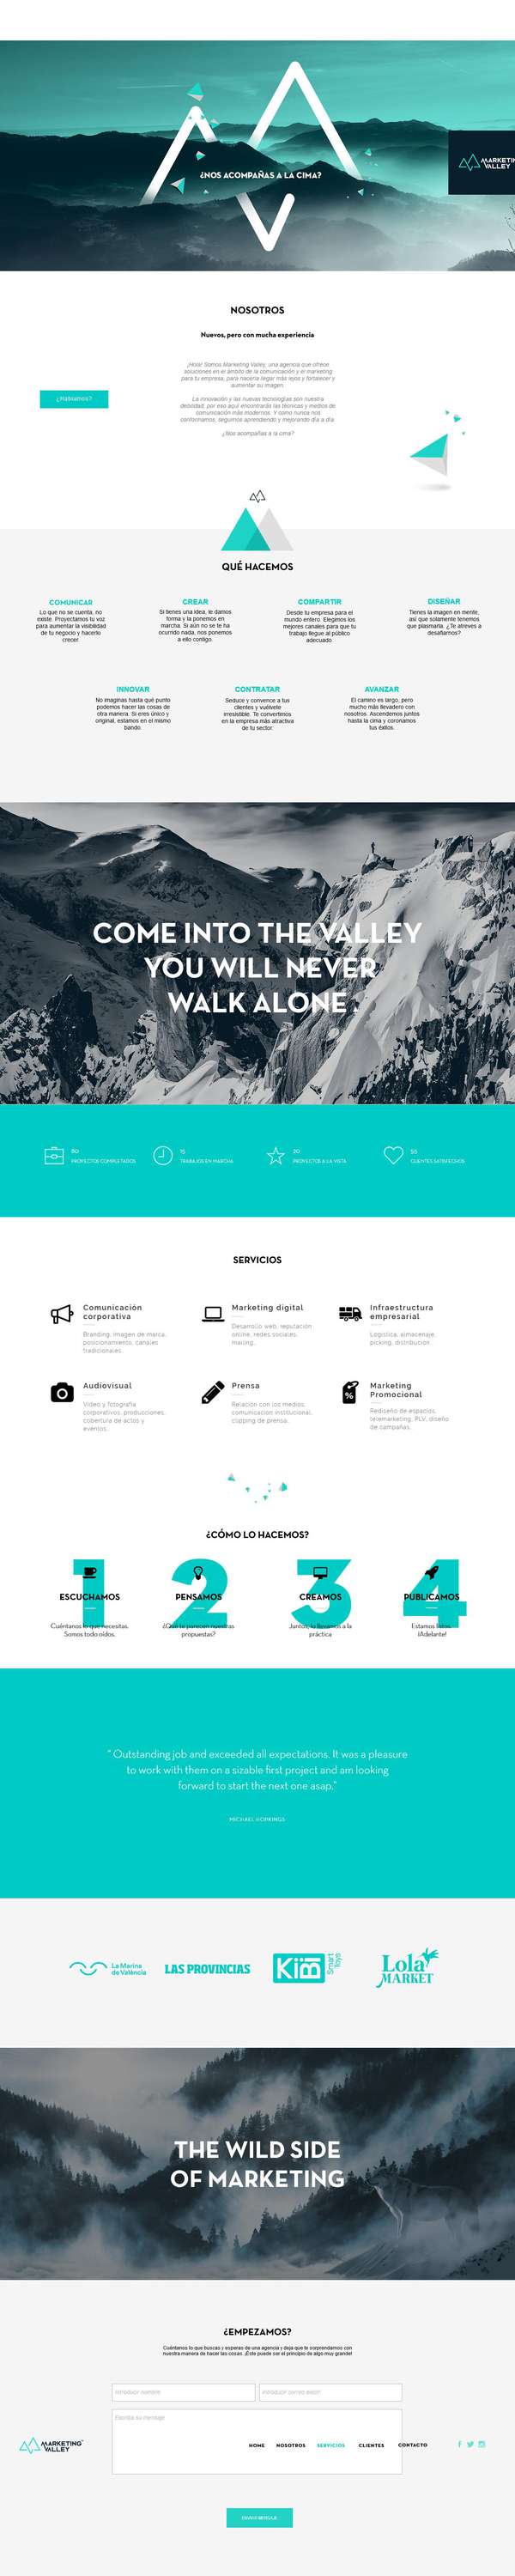 ¿NOS ACOMPAÑAS A LA CIMA?
MARKETIN
VALLEY
NOSOTROS
Nuevos, pero con mucha experiencia
¡Hola! Somos Marketing Valley, una agencia que ofrece
soluciones en el ámbito de la comunicación y el marketing
para tu empresa, para hacerla llegar más lejos y fortalecer y
aumentar su imagen.
La innovación y las nuevas tecnologías son nuestra
debilidad, por eso aquí encontrarás las técnicas y medios de
comunicación más modernos. Y como nunca nos
conformamos, seguimos aprendiendo y mejorando día a día.
¿Nos acompañas a la cima?
¿Hablamos?
QUÉ HACEMOS
COMUNICAR
Lo que no se cuenta, no
existe. Proyectamos tu voz
para aumentar la visibilidad
de tu negocio y hacerlo
crecer.
CREAR
Si tienes una idea, le damos
forma y la ponemos en
marcha. Si aún no se te ha
ocurrido nada, nos ponemos
a ello contigo.
COMPARTIR
Desde tu empresa para el
mundo entero. Elegimos los
mejores canales para que tu
trabajo llegue al público
adecuado.
DISEÑAR
Tienes la imagen en mente,
así que solamente tenemos
que plasmarla. ¿Te atreves a
desafiarnos?
INNOVAR
No imaginas hasta qué punto
podemos hacer las cosas de
otra manera. Si eres único y
original, estamos en el mismo
bando.
CONTRATAR
Seduce y convence a tus
clientes y vuélvete
irresistible. Te convertimos
en la empresa más atractiva
de tu sector.
AVANZAR
El camino es largo, pero
mucho más llevadero con
nosotros. Ascendemos juntos
hasta la cima y coronamos
tus éxitos.
COME INTO THE VALLEY
YOU WILL NEVER
WALK ALONE.
80
PROYECTOS COMPLETADOS
15
TRABAJOS EN MARCHA
20
PROYECTOS A LA VISTA
55
CLIENTES SATISFECHOS
SERVICIOS
Comunicación
corporativa
Branding, imagen de marca,
posicionamiento, canales
tradicionales.
Marketing digital
Desarrollo web, reputación
online, redes sociales,
mailing.
Infraestructura
empresarial
Logística, almacenaje,
picking, distribución.
Audiovisual
Vídeo y fotografía
corporativos, producciones,
cobertura de actos y
eventos.
Prensa
Relación con los medios,
comunicación institucional,
clipping de prensa.
Marketing
Promocional
Rediseño de espacios,
telemarketing, PLV, diseño
de campañas.
¿CÓMO LO HACEMOS?
1
ESCUCHAMOS
Cuéntanos lo que necesitas.
Somos todo oídos.
2
PENSAMOS
¿Qué te parecen nuestras
propuestas?
3
CREAMOS
Juntos, lo llevamos a la
práctica
4
PUBLICAMOS
Estamos listos.
¡Adelante!
" Outstanding job and exceeded all expectations. It was a pleasure
to work with them on a sizable first project and am looking
forward to start the next one asap."
MICHAEL HOPKINGS
La Marina
de València
LAS PROVINCIAS
KiBi
Smart
Toys
Lola
MARKET
THE WILD SIDE
OF MARKETING
¿EMPEZAMOS?
Cuéntanos lo que buscas y esperas de una agencia y deja que te sorprendamos con
nuestra manera de hacer las cosas. ¡Éste puede ser el principio de algo muy grande!
Introducir nombre
Introducir correo elect.
Escriba su mensaje
MARKETING
VALLEY
HOME NOSOTROS SERVICIOS CLIENTES CONTACTO
ENVIAR MENSAJE